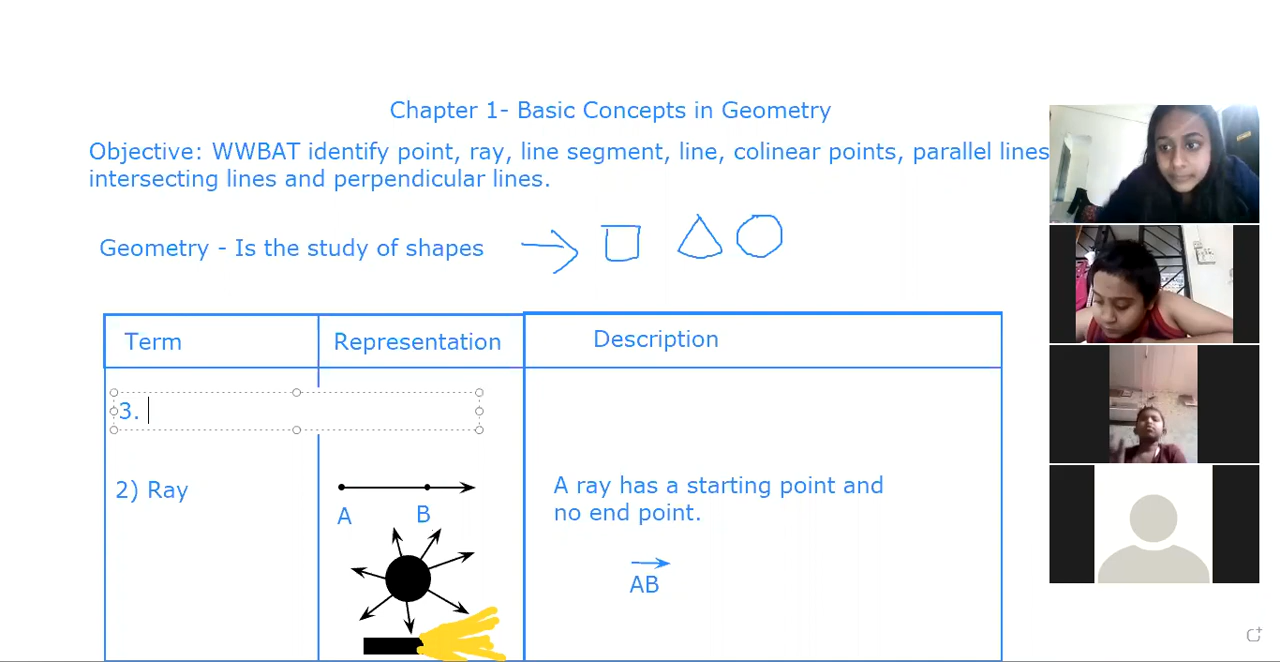 Chapter 1- Basic Concepts in Geometry
Objective: WWBAT identify point, ray, line segment, line, colinear points, parallel lines
intersecting lines and perpendicular lines.
Geometry - Is the study of shapes
Term Representation Description
3.
2) Ray
A B
A ray has a starting point and
no end point.
AB